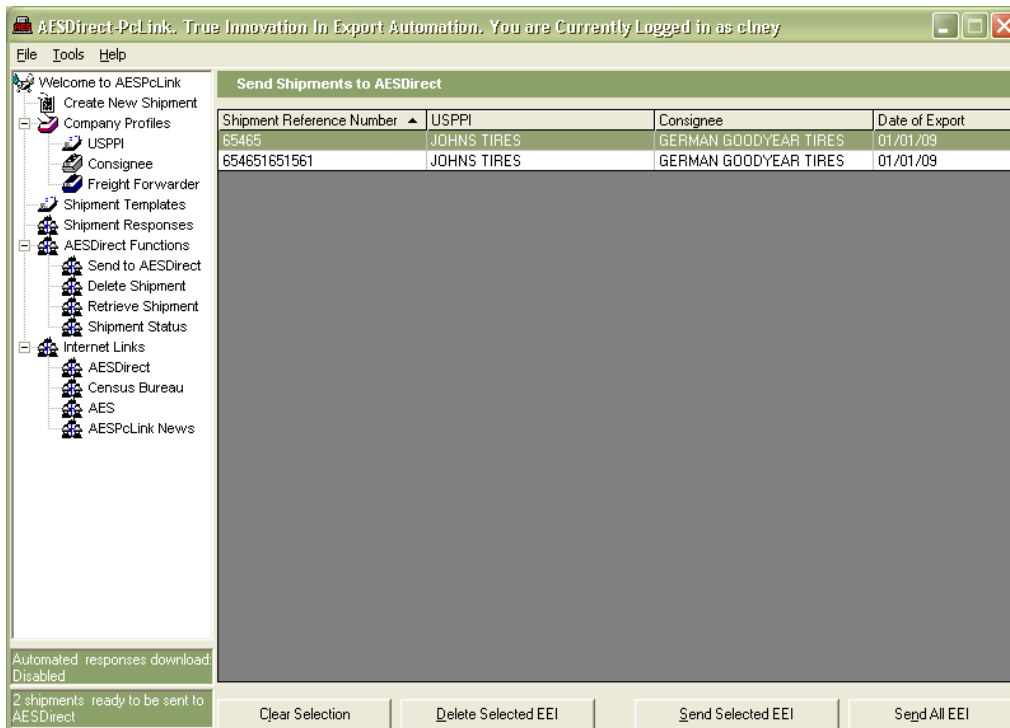 AESDirect-PcLink. True Innovation In Export Automation. You are Currently Logged in as clney
File Tools Help
Welcome to AESPcLink
Create New Shipment
Company Profiles
USPPI
Consignee
Freight Forwarder
Shipment Templates
Shipment Responses
AESDirect Functions
Send to AESDirect
Delete Shipment
Retrieve Shipment
Shipment Status
Internet Links
AESDirect
Census Bureau
AES
AESPcLink News
Automated responses download:
Disabled
2 shipments ready to be sent to
AESDirect
Send Shipments to AESDirect
Shipment Reference Number USPPI Consignee Date of Export
65465 JOHNS TIRES GERMAN GOODYEAR TIRES 01/01/09
654651651561 JOHNS TIRES GERMAN GOODYEAR TIRES 01/01/09
Clear Selection Delete Selected EEI Send Selected EEI Send All EEI